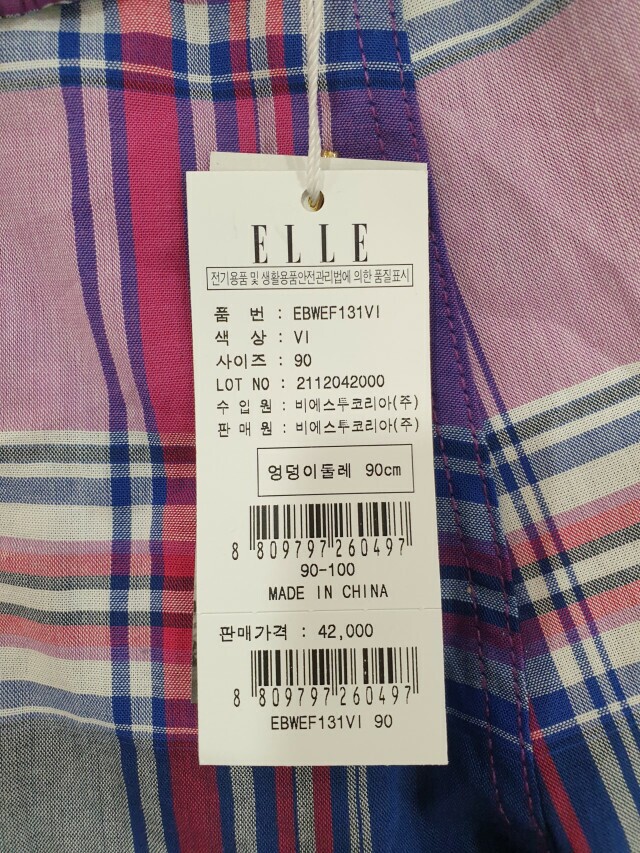 ELLE
전기용품 및 생활용품안전관리법에 의한 품질표시
품 번 : EBWEF131VI
색 상 : VI
사이즈 : 90
LOT NO : 2112042000
수 입 원 : 비에스투코리아(주)
판 매 원 : 비에스투코리아(주)
엉덩이둘레 90cm
8 809797 260497
90-100
MADE IN CHINA
판매가격 : 42,000
8 809797 260497
EBWEF131VI 90